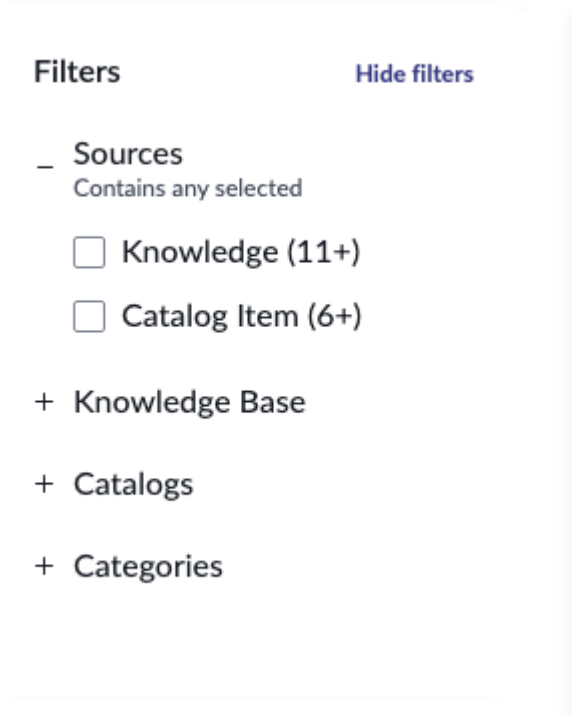 Filters
Hide filters
_ Sources
Contains any selected
Knowledge (11+)
Catalog Item (6+)
+ Knowledge Base
+ Catalogs
+ Categories